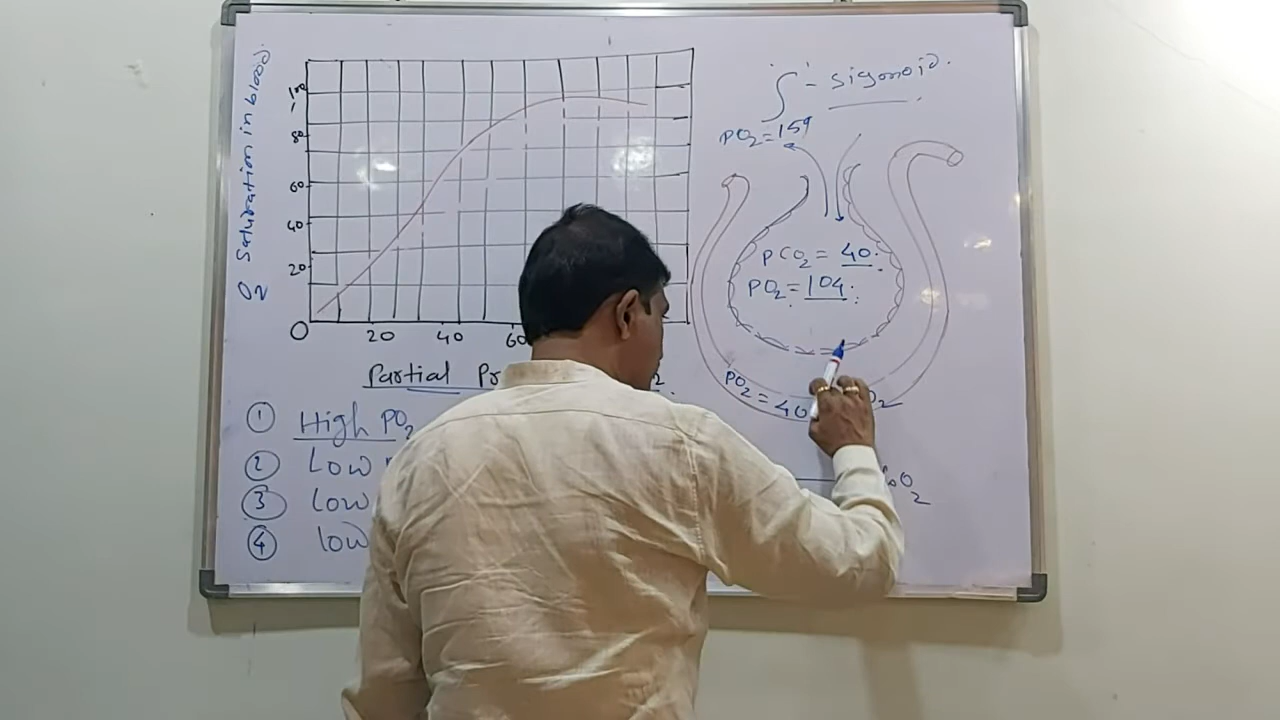 O2 Saturation in blood.
100
80
60
40
20
O
20 40 60
Partial Pr
① High PO2
② Low
③ low
④ low
∫ - Sigmoid.
PO2 = 159
PCO2 = 40.
PO2 = 104
PO2 = 40
O2
O2